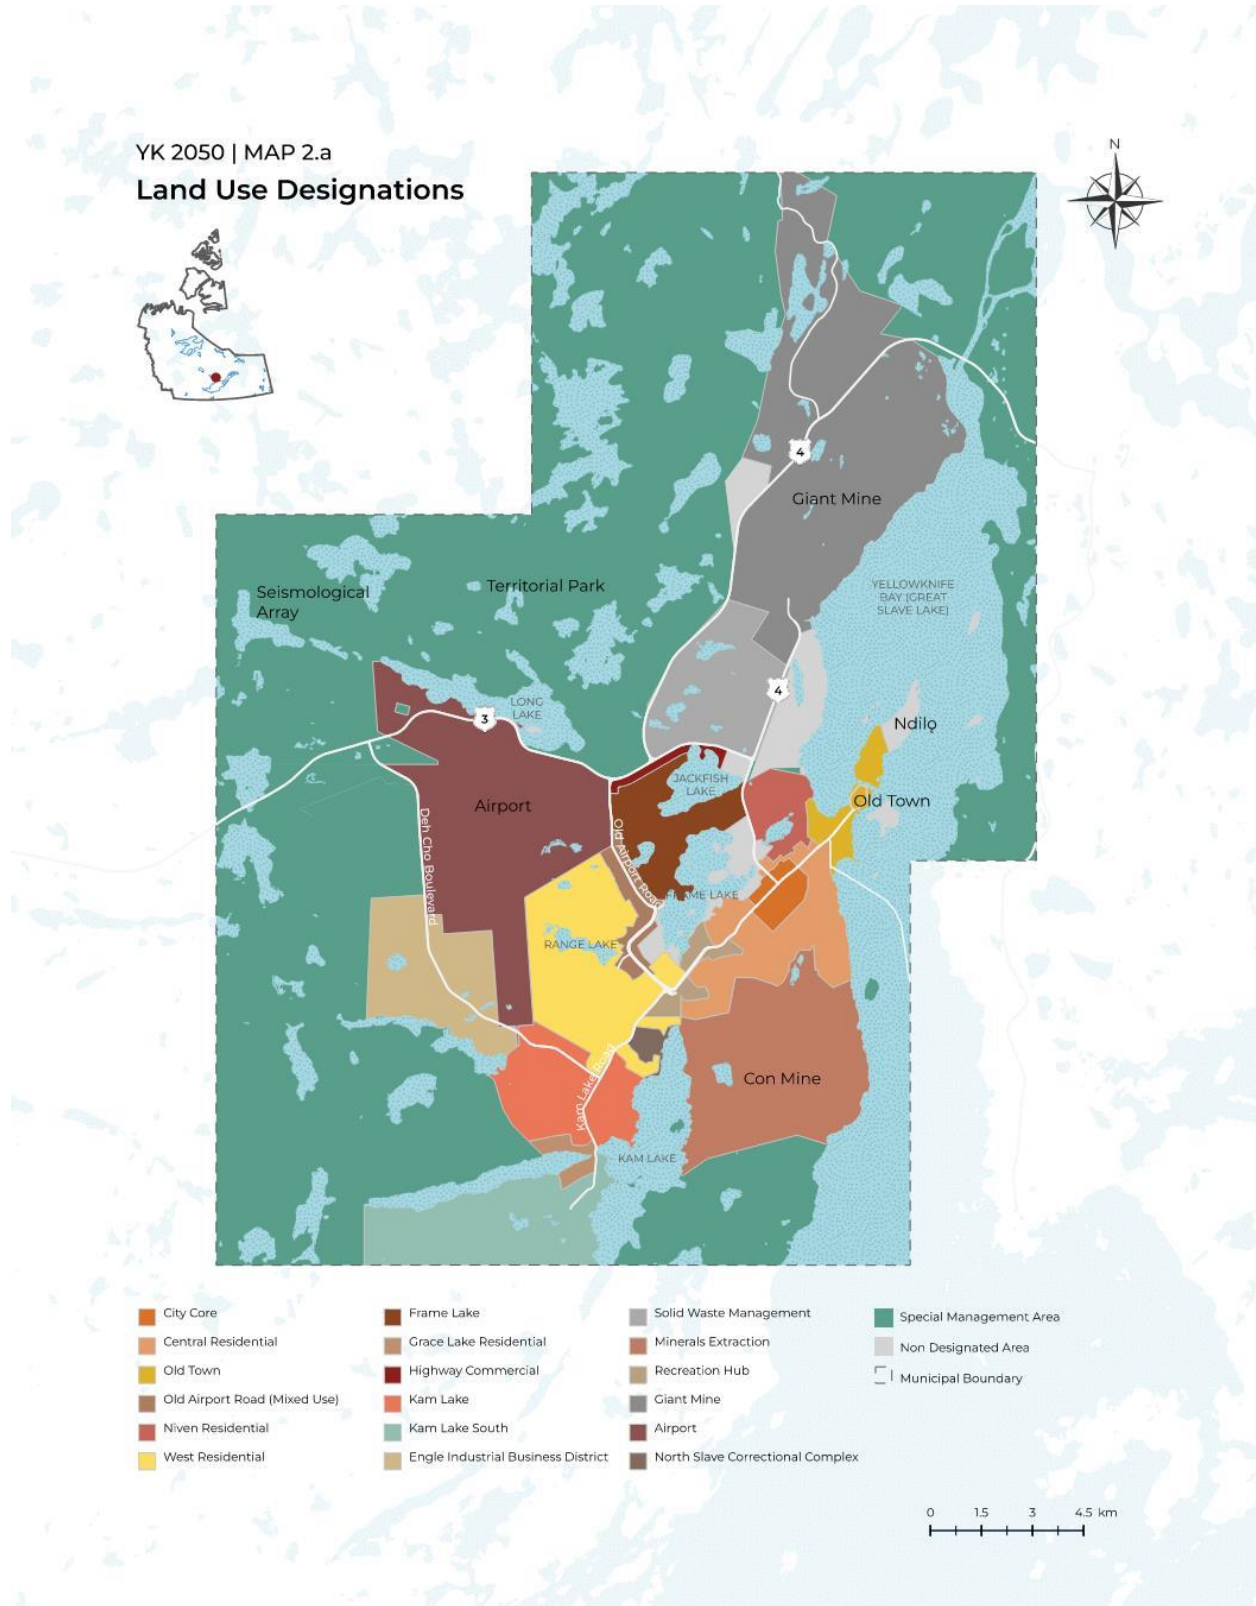 YK 2050 | MAP 2.a
Land Use Designations
N
4
Giant Mine
YELLOWKNIFE
BAY (GREAT
SLAVE LAKE)
Seismological
Array
Territorial Park
4
LONG
LAKE
3
Ndilǫ
JACKFISH
LAKE
Airport
Old Town
Deh Cho Boulevard
Old Airport Road
FRAME LAKE
RANGE LAKE
Con Mine
Kam Lake Road
KAM LAKE
City Core
Central Residential
Old Town
Old Airport Road (Mixed Use)
Niven Residential
West Residential
Frame Lake
Grace Lake Residential
Highway Commercial
Kam Lake
Kam Lake South
Engle Industrial Business District
Solid Waste Management
Minerals Extraction
Recreation Hub
Giant Mine
Airport
North Slave Correctional Complex
Special Management Area
Non Designated Area
Municipal Boundary
0 1.5 3 4.5 km